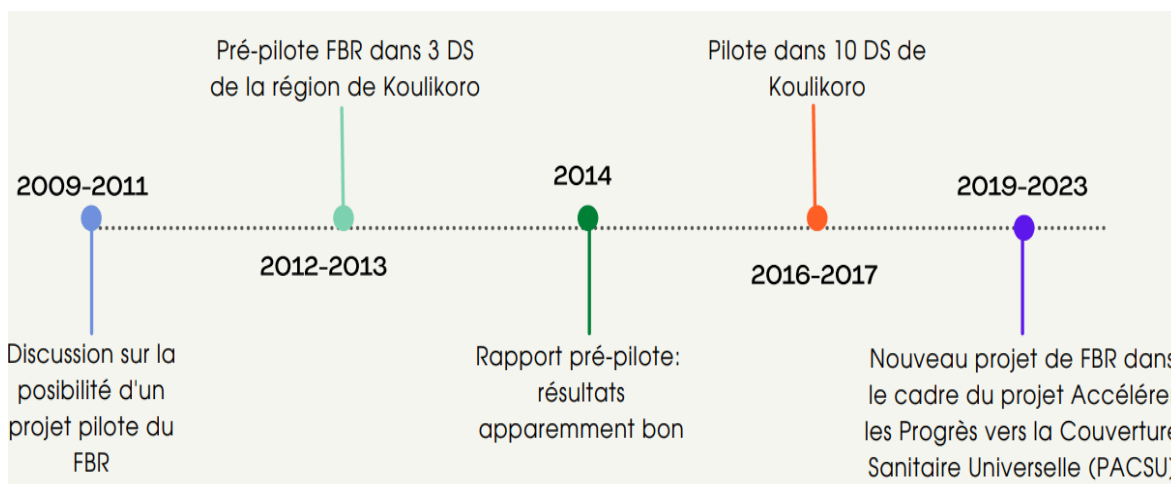 Pré-pilote FBR dans 3 DS
de la région de Koulikoro
Pilote dans 10 DS de
Koulikoro
2009-2011
2014
2019-2023
2012-2013
2016-2017
Discussion sur la
posibilité d'un
projet pilote du
FBR
Rapport pré-pilote:
résultats
apparemment bon
Nouveau projet de FBR dans
le cadre du projet Accélérer
les Progrès vers la Couverture
Sanitaire Universelle (PACSU)